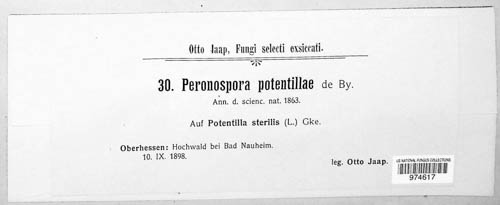 Otto Jaap, Fungi selecti exsiccati.
30. Peronospora potentillae de By.
Ann. d. scienc. nat. 1863.
Auf Potentilla sterilis (L.) Gke.
Oberhessen: Hochwald bei Bad Nauheim.
10. IX. 1898.
leg. Otto Jaap.
US NATIONAL FUNGUS COLLECTIONS
974617